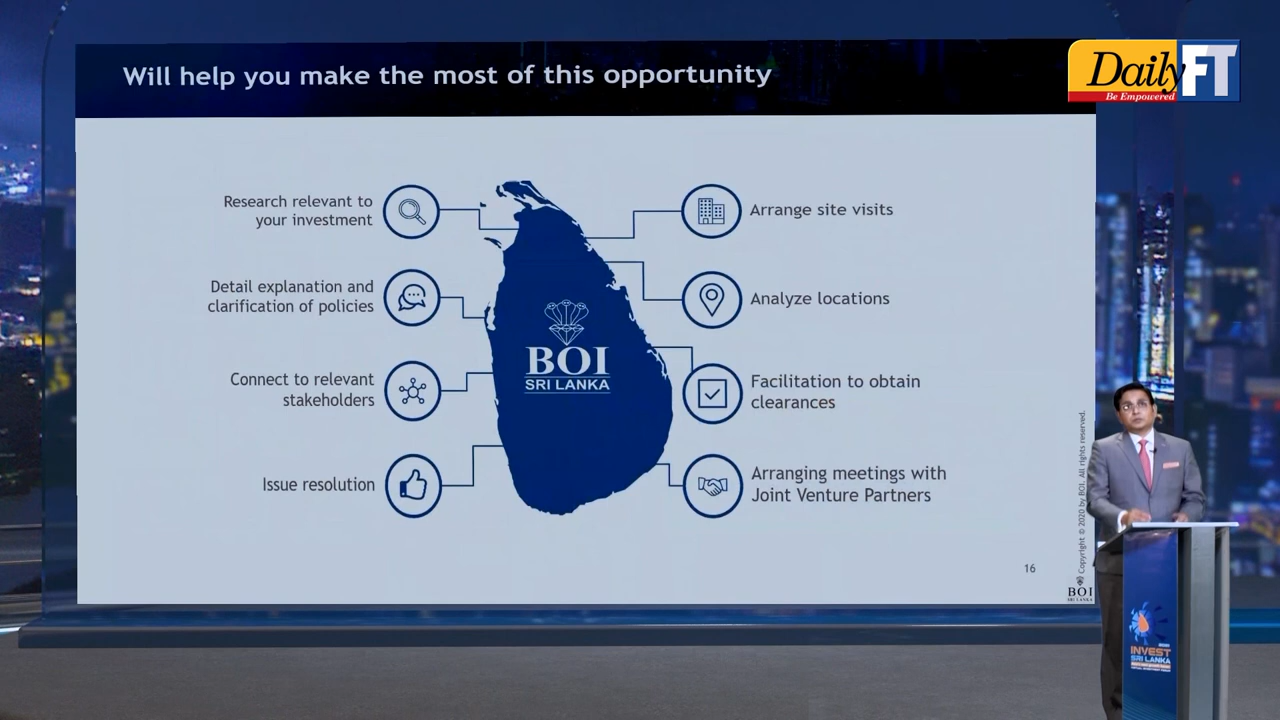 Will help you make the most of this opportunity
Daily FT
Be Empowered
Research relevant to
your investment
Detail explanation and
clarification of policies
Connect to relevant
stakeholders
Issue resolution
BOI
SRI LANKA
Arrange site visits
Analyze locations
Facilitation to obtain
clearances
Arranging meetings with
Joint Venture Partners
16
Copyright © 2020 by BOI. All rights reserved.
BOI
SRI LANKA
INVEST
SRI LANKA